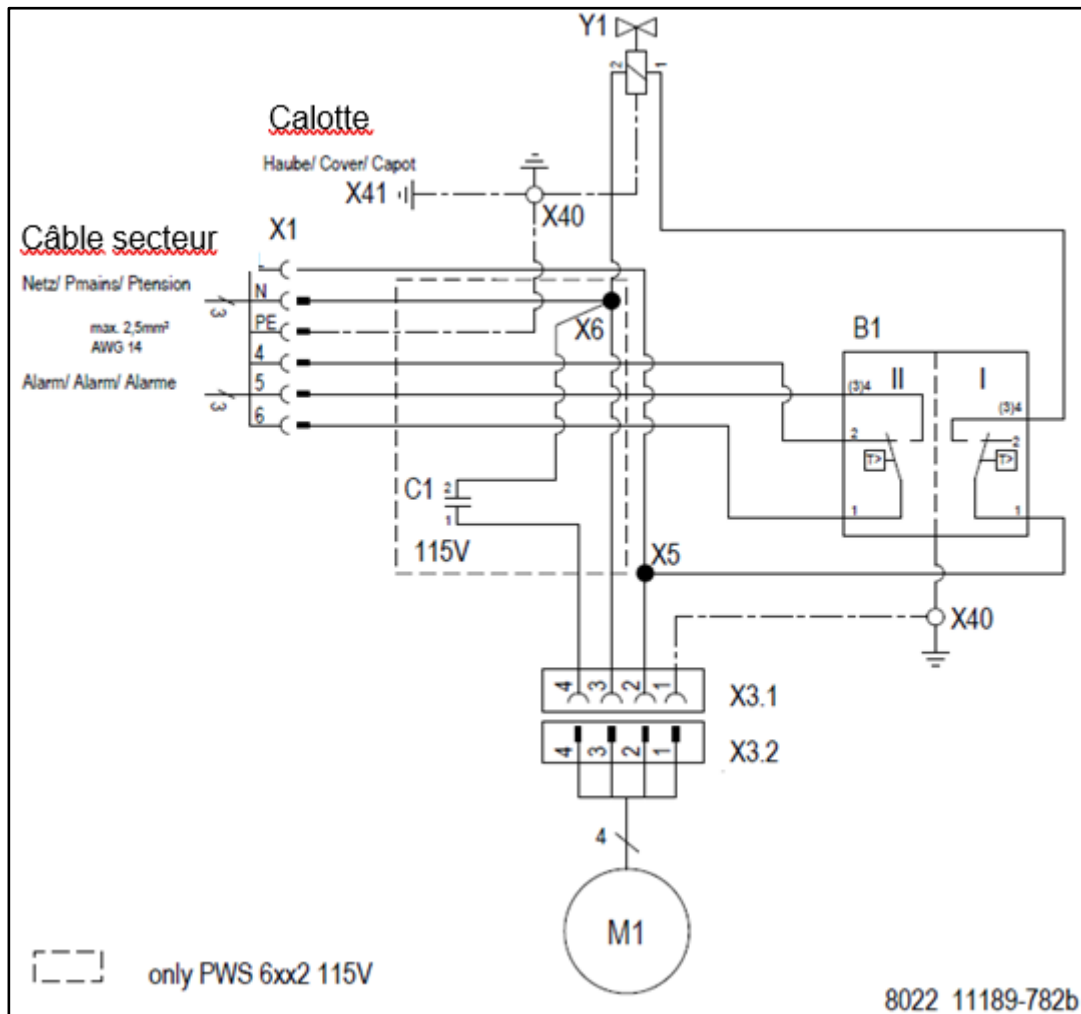 Y1
2
1
Calotte
Haube/ Cover/ Capot
X41
X40
Câble secteur
X1
Netz/ Pmains/ Ptension
3
N
PE
max. 2,5mm²
AWG 14
X6
4
Alarm/ Alarm/ Alarme
3
5
6
B1
II
I
(3)4
(3)4
2
2
T>
T>
1
1
C1
2
1
115V
X5
X40
4
3
2
1
X3.1
4
3
2
1
X3.2
4
M1
only PWS 6xx2 115V
8022 11189-782b